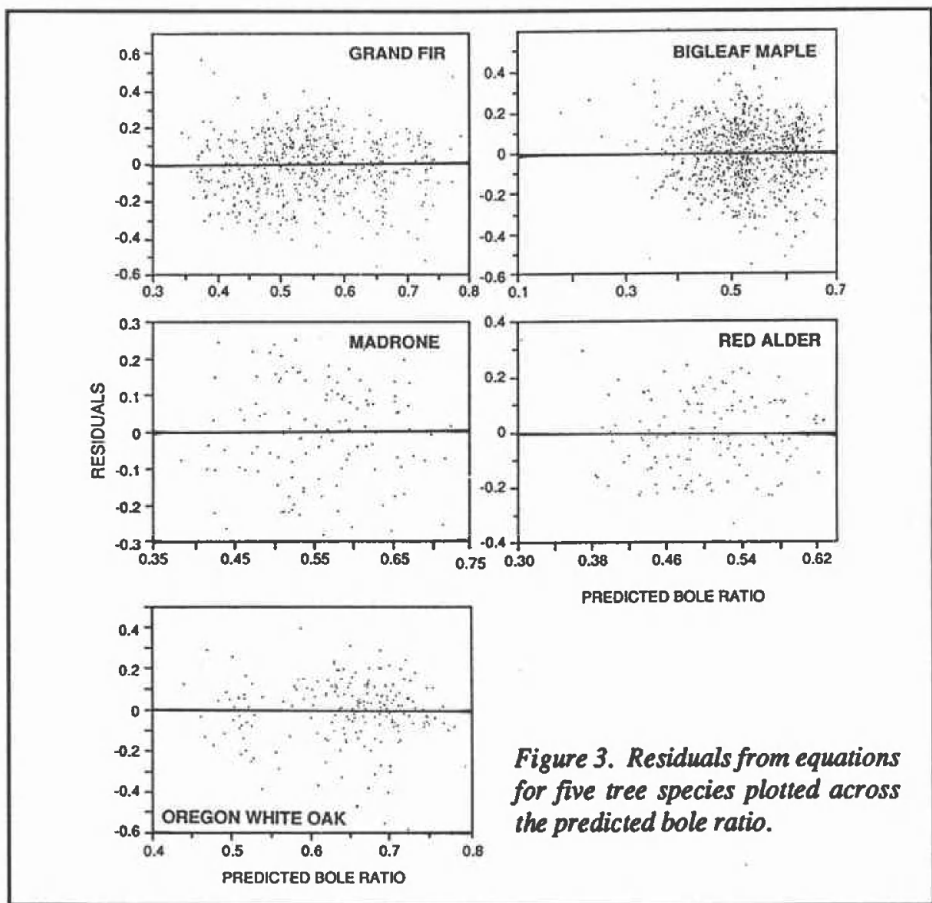 GRAND FIR
0.6
0.4
0.2
0
-0.2
-0.4
-0.6
0.3 0.4 0.5 0.6 0.7 0.8
BIGLEAF MAPLE
0.4
0.2
0
-0.2
-0.4
-0.6
0.1 0.3 0.5 0.7
RESIDUALS
MADRONE
0.3
0.2
0.1
0
-0.1
-0.2
-0.3
0.35 0.45 0.55 0.65 0.75
RED ALDER
0.4
0.2
0
-0.2
-0.4
0.30 0.38 0.46 0.54 0.62
PREDICTED BOLE RATIO
0.4
0.2
0
-0.2
-0.4
-0.6
OREGON WHITE OAK
0.4 0.5 0.6 0.7 0.8
PREDICTED BOLE RATIO
Figure 3. Residuals from equations
for five tree species plotted across
the predicted bole ratio.